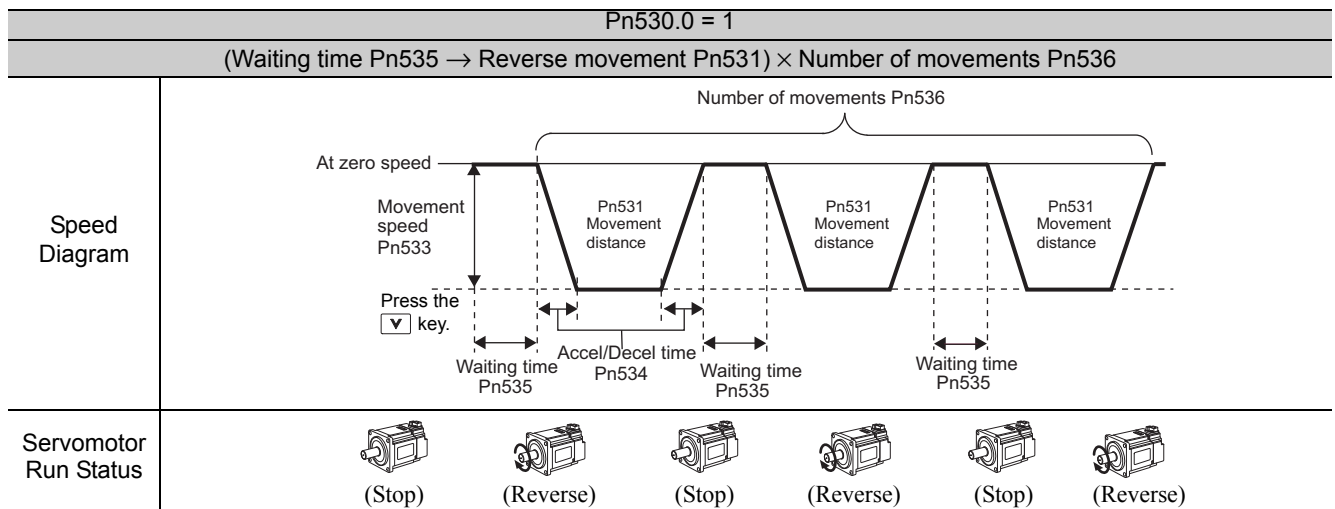 Pn530.0 = 1
(Waiting time Pn535 → Reverse movement Pn531) × Number of movements Pn536
Speed
Diagram
Number of movements Pn536
At zero speed
Movement
speed
Pn533
Pn531
Movement
distance
Pn531
Movement
distance
Pn531
Movement
distance
Press the
∨ key.
Waiting time
Pn535
Accel/Decel time
Pn534
Waiting time
Pn535
Waiting time
Pn535
Servomotor
Run Status
(Stop) (Reverse) (Stop) (Reverse) (Stop) (Reverse)